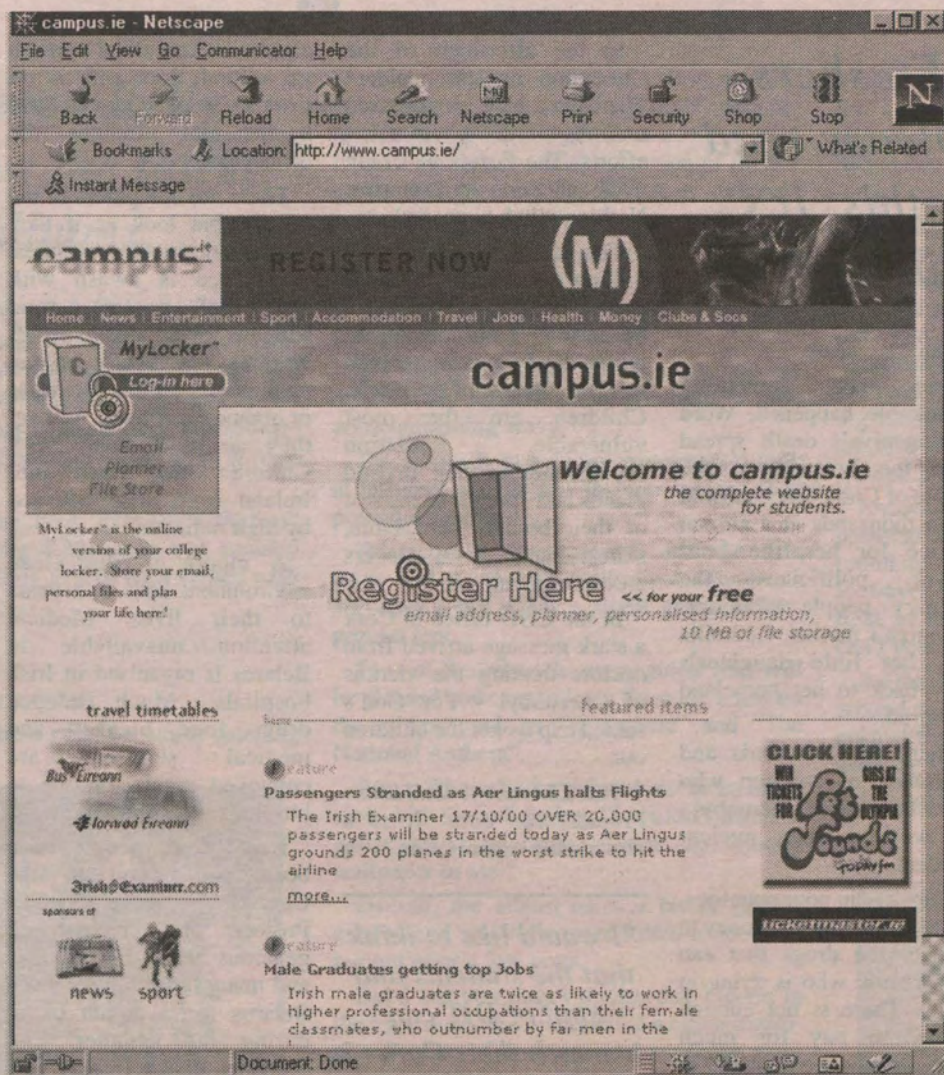 campus.ie - Netscape
File Edit View Go Communicator Help
Back Forward Reload Home Search Netscape Print Security Shop Stop
N
Bookmarks Location: http://www.campus.ie/ What's Related
Instant Message
campus.ie REGISTER NOW (M)
Home | News | Entertainment | Sport | Accommodation | Travel | Jobs | Health | Money | Clubs & Socs
MyLocker™
Log-in here
Email
Planner
File Store
campus.ie
MyLocker™ is the online
version of your college
locker. Store your email,
personal files and plan
your life here!
Welcome to campus.ie
the complete website
for students.
Register Here << for your free
email address, planner, personalised information,
10 MB of file storage
travel timetables
Bus Éireann
Iarnród Éireann
Irish Examiner.com
sponsors of
news sport
featured items
feature
Passengers Stranded as Aer Lingus halts Flights
The Irish Examiner 17/10/00 OVER 20,000
passengers will be stranded today as Aer Lingus
grounds 200 planes in the worst strike to hit the
airline
more...
feature
Male Graduates getting top Jobs
Irish male graduates are twice as likely to work in
higher professional occupations than their female
classmates, who outnumber by far men in the
CLICK HERE!
WIN TICKETS FOR
GIGS AT THE OLYMPIA
Pet Sounds
TODAY FM
ticketmaster.ie
Document: Done